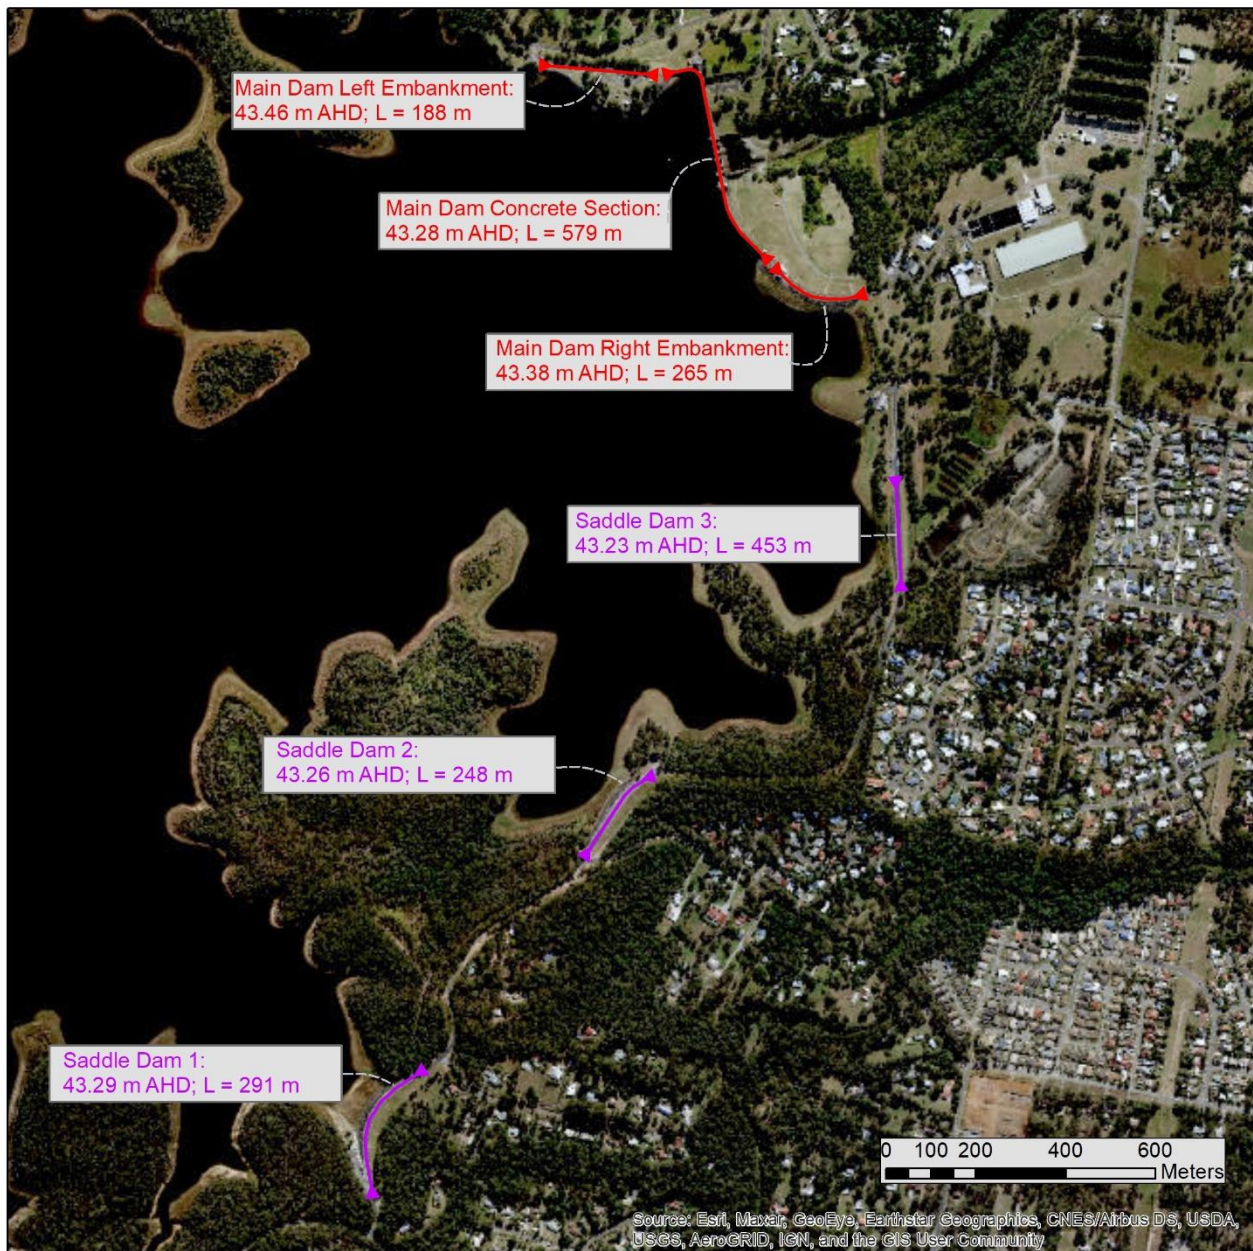 Main Dam Left Embankment:
43.46 m AHD; L = 188 m
Main Dam Concrete Section:
43.28 m AHD; L = 579 m
Main Dam Right Embankment:
43.38 m AHD; L = 265 m
Saddle Dam 3:
43.23 m AHD; L = 453 m
Saddle Dam 2:
43.26 m AHD; L = 248 m
Saddle Dam 1:
43.29 m AHD; L = 291 m
0 100 200 400 600
Meters
Source: Esri, Maxar, GeoEye, Earthstar Geographics, CNES/Airbus DS, USDA,
USGS, AeroGRID, IGN, and the GIS User Community